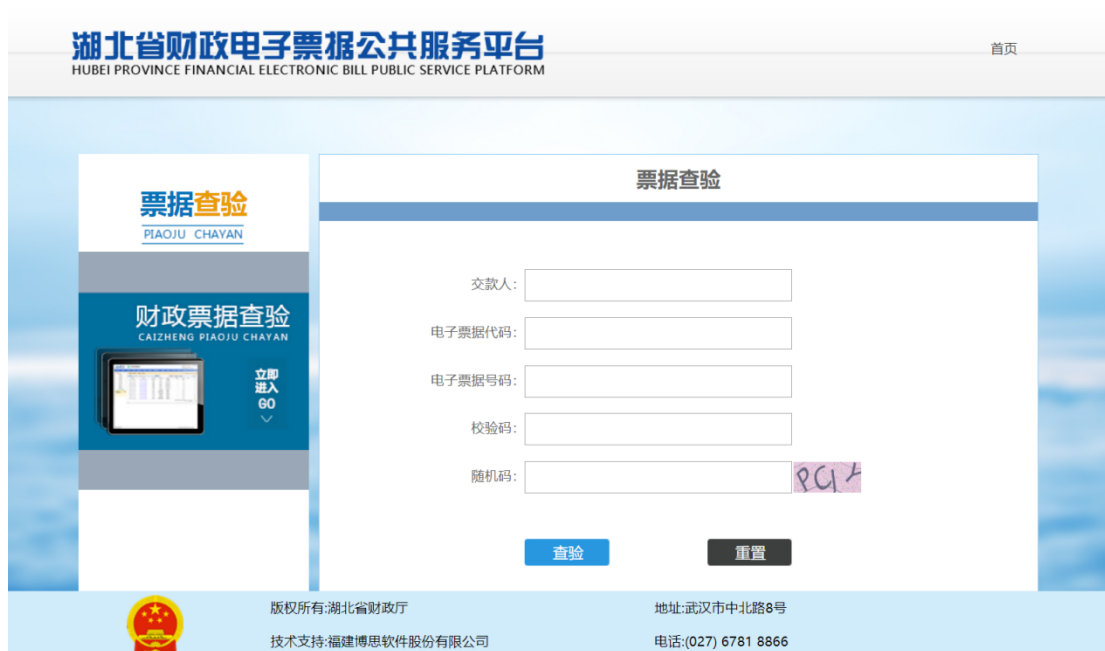 湖北省财政电子票据公共服务平台
HUBEI PROVINCE FINANCIAL ELECTRONIC BILL PUBLIC SERVICE PLATFORM
首页
票据查验
PIAOJU CHAYAN
财政票据查验
CAIZHENG PIAOJU CHAYAN
立即
进入
GO
票据查验
交款人:
电子票据代码:
电子票据号码:
校验码:
随机码:
查验
重置
版权所有:湖北省财政厅
地址:武汉市中北路8号
技术支持:福建博思软件股份有限公司
电话:(027) 6781 8866